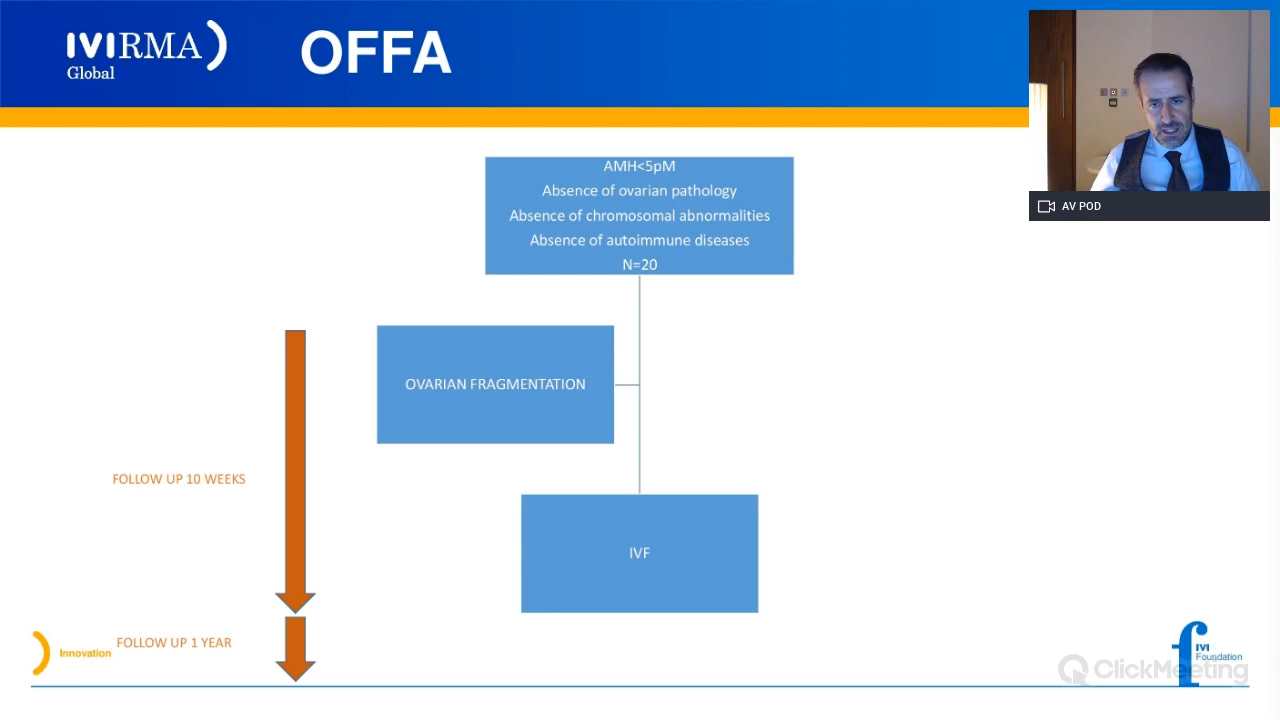 IVIRMA
Global
OFFA
AV POD
AMH<5pM
Absence of ovarian pathology
Absence of chromosomal abnormalities
Absence of autoimmune diseases
N=20
OVARIAN FRAGMENTATION
FOLLOW UP 10 WEEKS
IVF
FOLLOW UP 1 YEAR
Innovation
IVI
Foundation
ClickMeeting